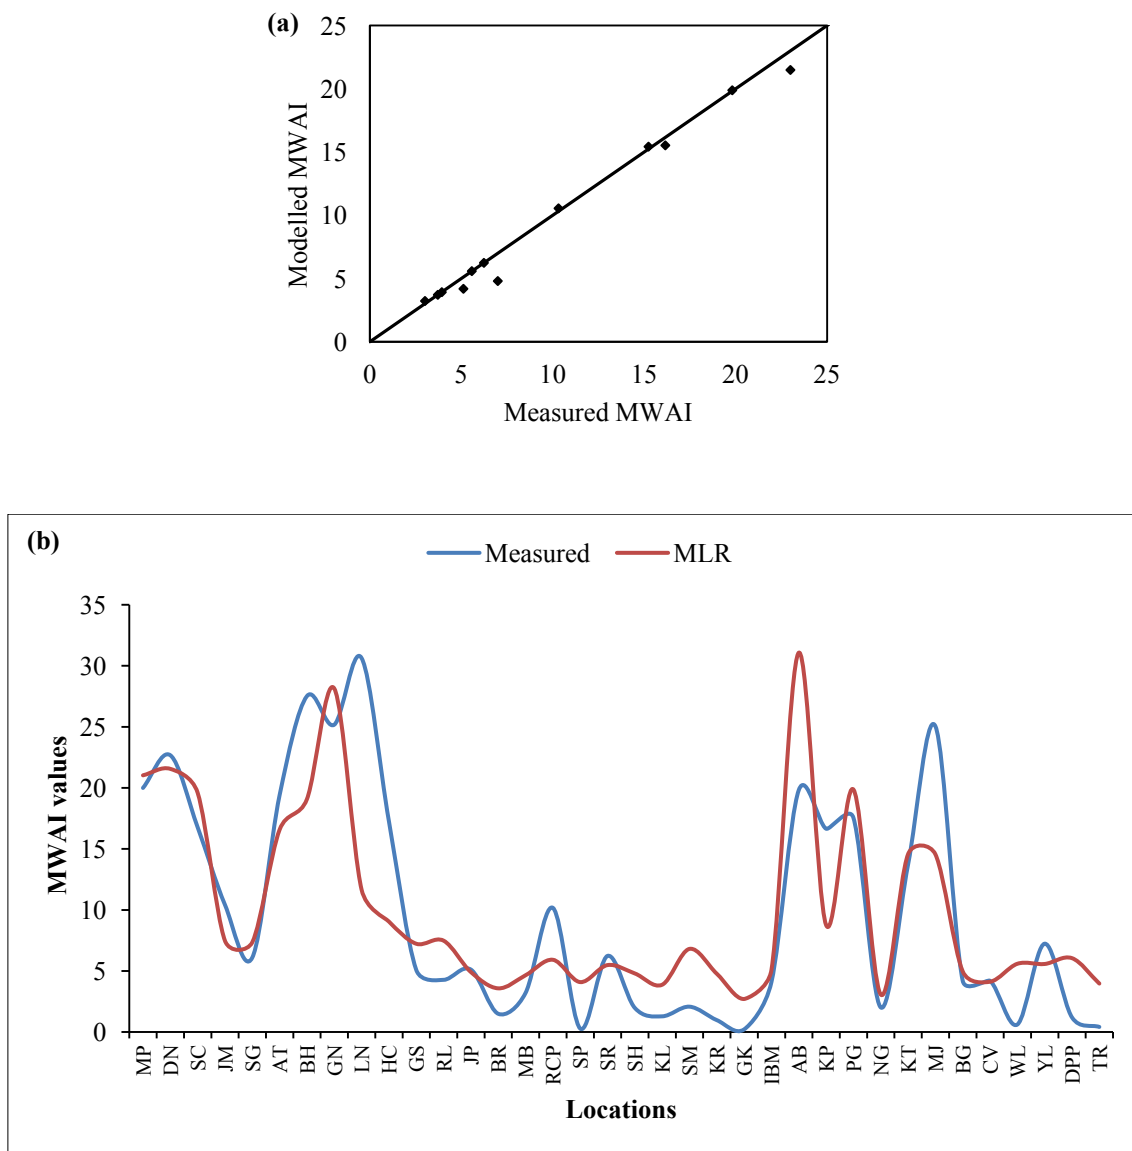 (a)
25
20
15
10
5
0
Modelled MWAI
0 5 10 15 20 25
Measured MWAI
(b)
Measured MLR
35
30
25
20
15
10
5
0
MWAI values
MP DN SC JM SG AT BH GN LN HC GS RL JP BR MB RCP SP SR SH KL SM KR GK IBM AB KP PG NG KT MJ BG CV WL YL DPP TR
Locations